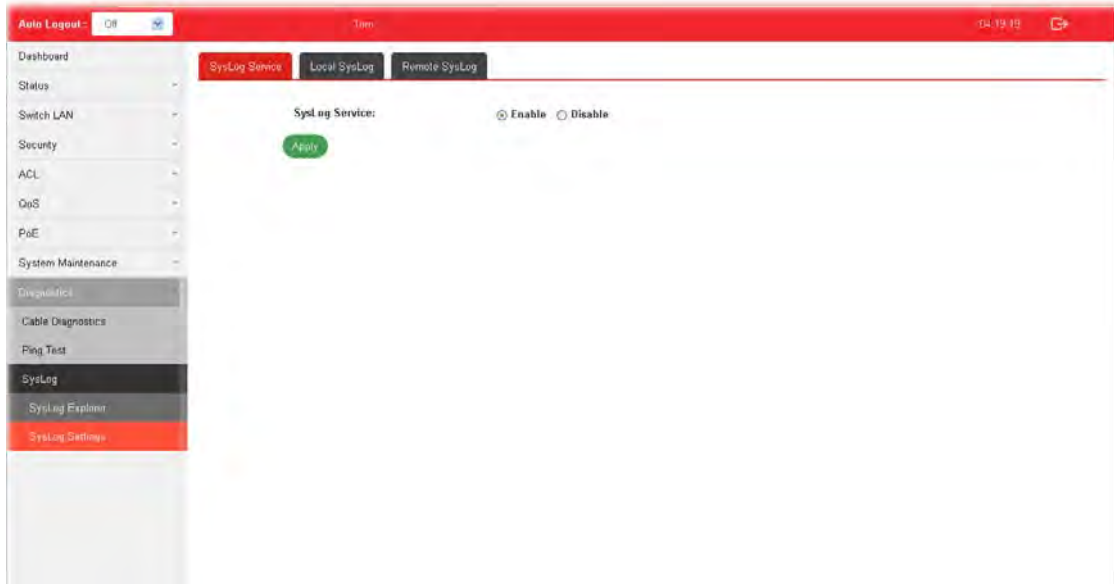 Auto Logout: Off
04:19:19
Dashboard
Status
Switch LAN
Security
ACL
QoS
PoE
System Maintenance
Diagnostics
Cable Diagnostics
Ping Test
SysLog
SysLog Explorer
SysLog Settings
SysLog Service Local SysLog Remote SysLog
SysLog Service: Enable Disable
Apply